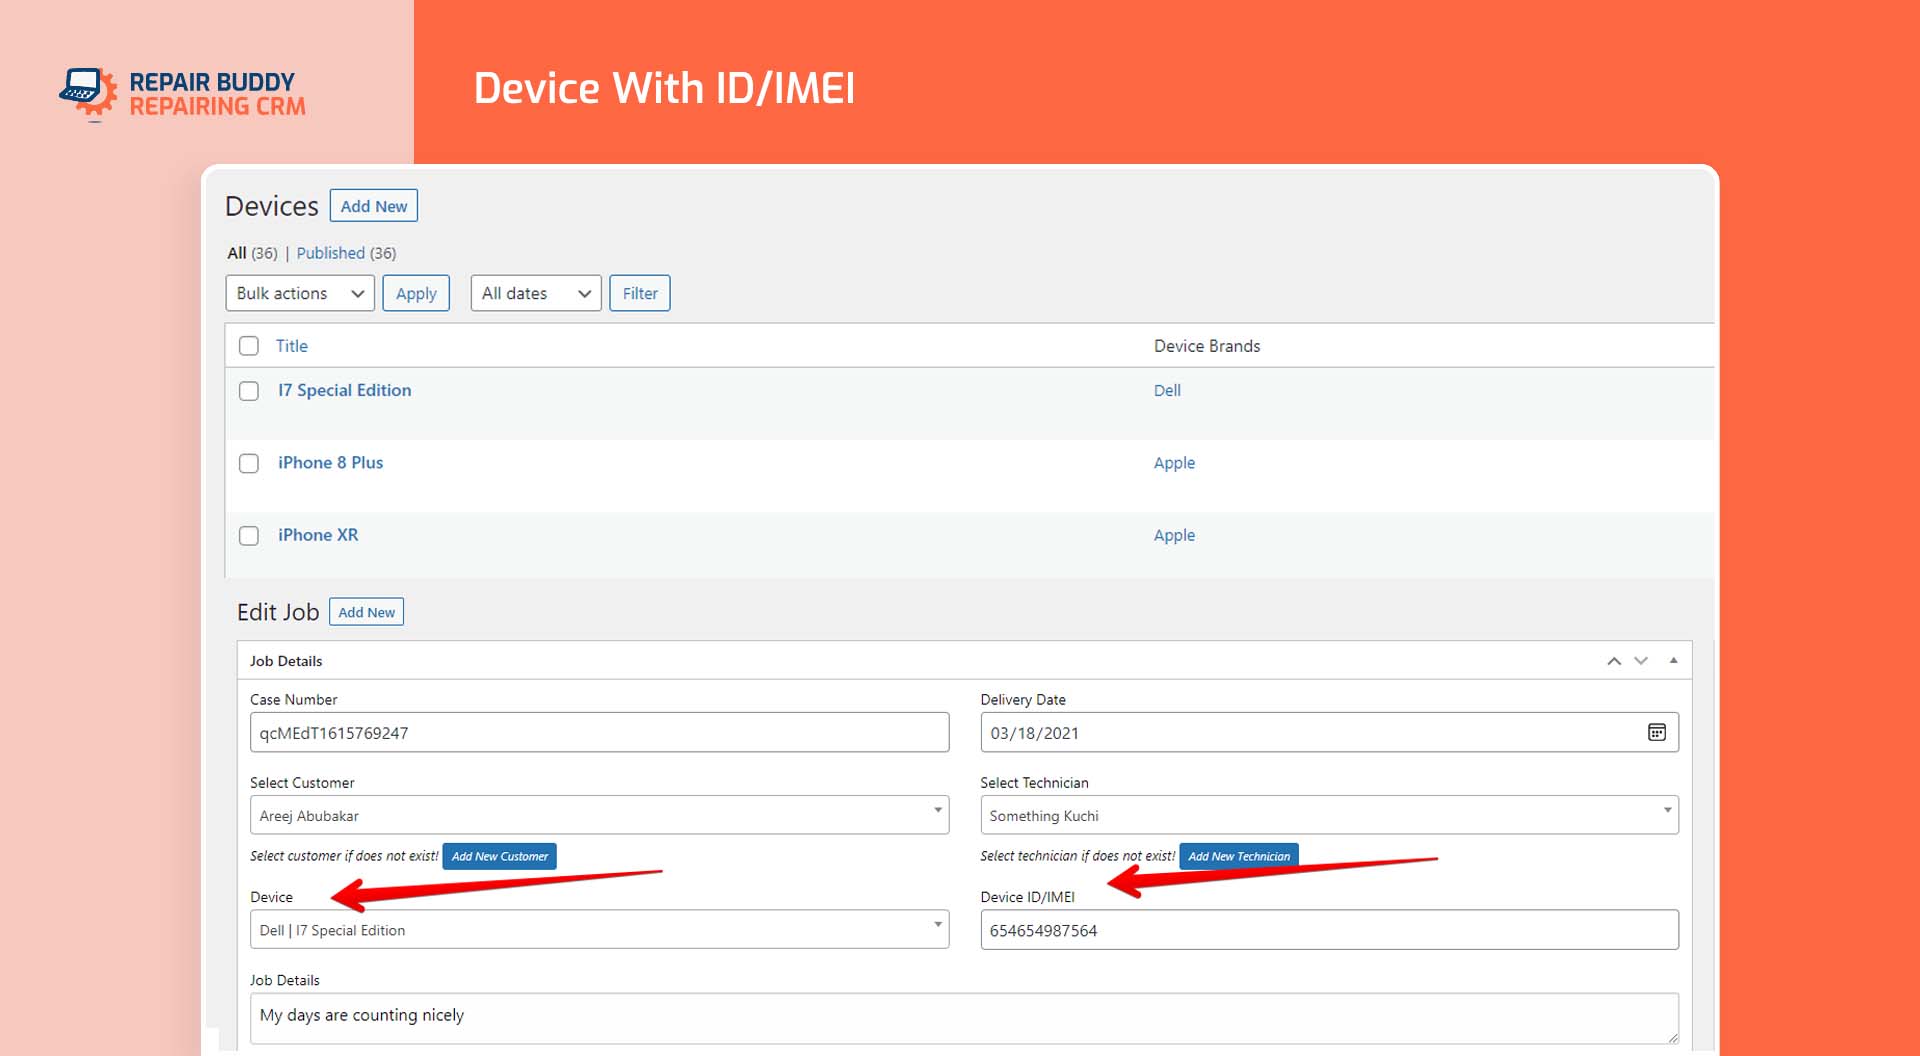 REPAIR BUDDY
REPAIRING CRM
Device With ID/IMEI
Devices Add New
All (36) | Published (36)
Bulk actions Apply All dates Filter
Title Device Brands
I7 Special Edition Dell
iPhone 8 Plus Apple
iPhone XR Apple
Edit Job Add New
Job Details
Case Number Delivery Date
qcMEdT1615769247 03/18/2021
Select Customer Select Technician
Areej Abubakar Something Kuchi
Select customer if does not exist! Add New Customer Select technician if does not exist! Add New Technician
Device Device ID/IMEI
Dell | I7 Special Edition 654654987564
Job Details
My days are counting nicely